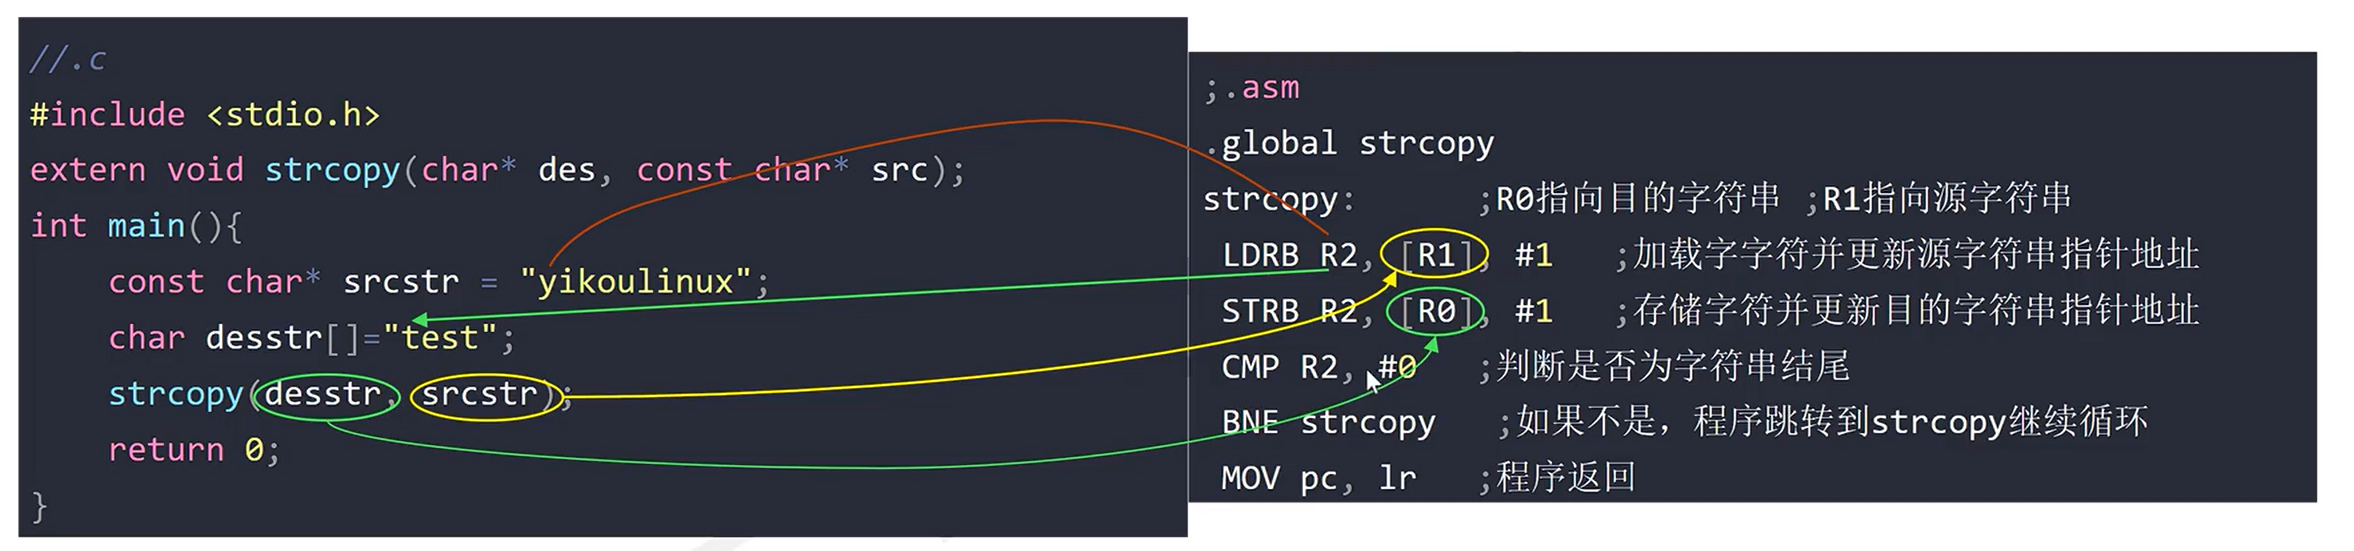 //.c
#include <stdio.h>
extern void strcopy(char* des, const char* src);
int main(){
    const char* srcstr = "yikoulinux";
    char desstr[]="test";
    strcopy(desstr, srcstr);
    return 0;
}
;.asm
.global strcopy
strcopy:      ;R0指向目的字符串 ;R1指向源字符串
 LDRB R2, [R1], #1   ;加载字字符并更新源字符串指针地址
 STRB R2, [R0], #1   ;存储字符并更新目的字符串指针地址
 CMP R2, #0   ;判断是否为字符串结尾
 BNE strcopy   ;如果不是，程序跳转到strcopy继续循环
 MOV pc, lr   ;程序返回